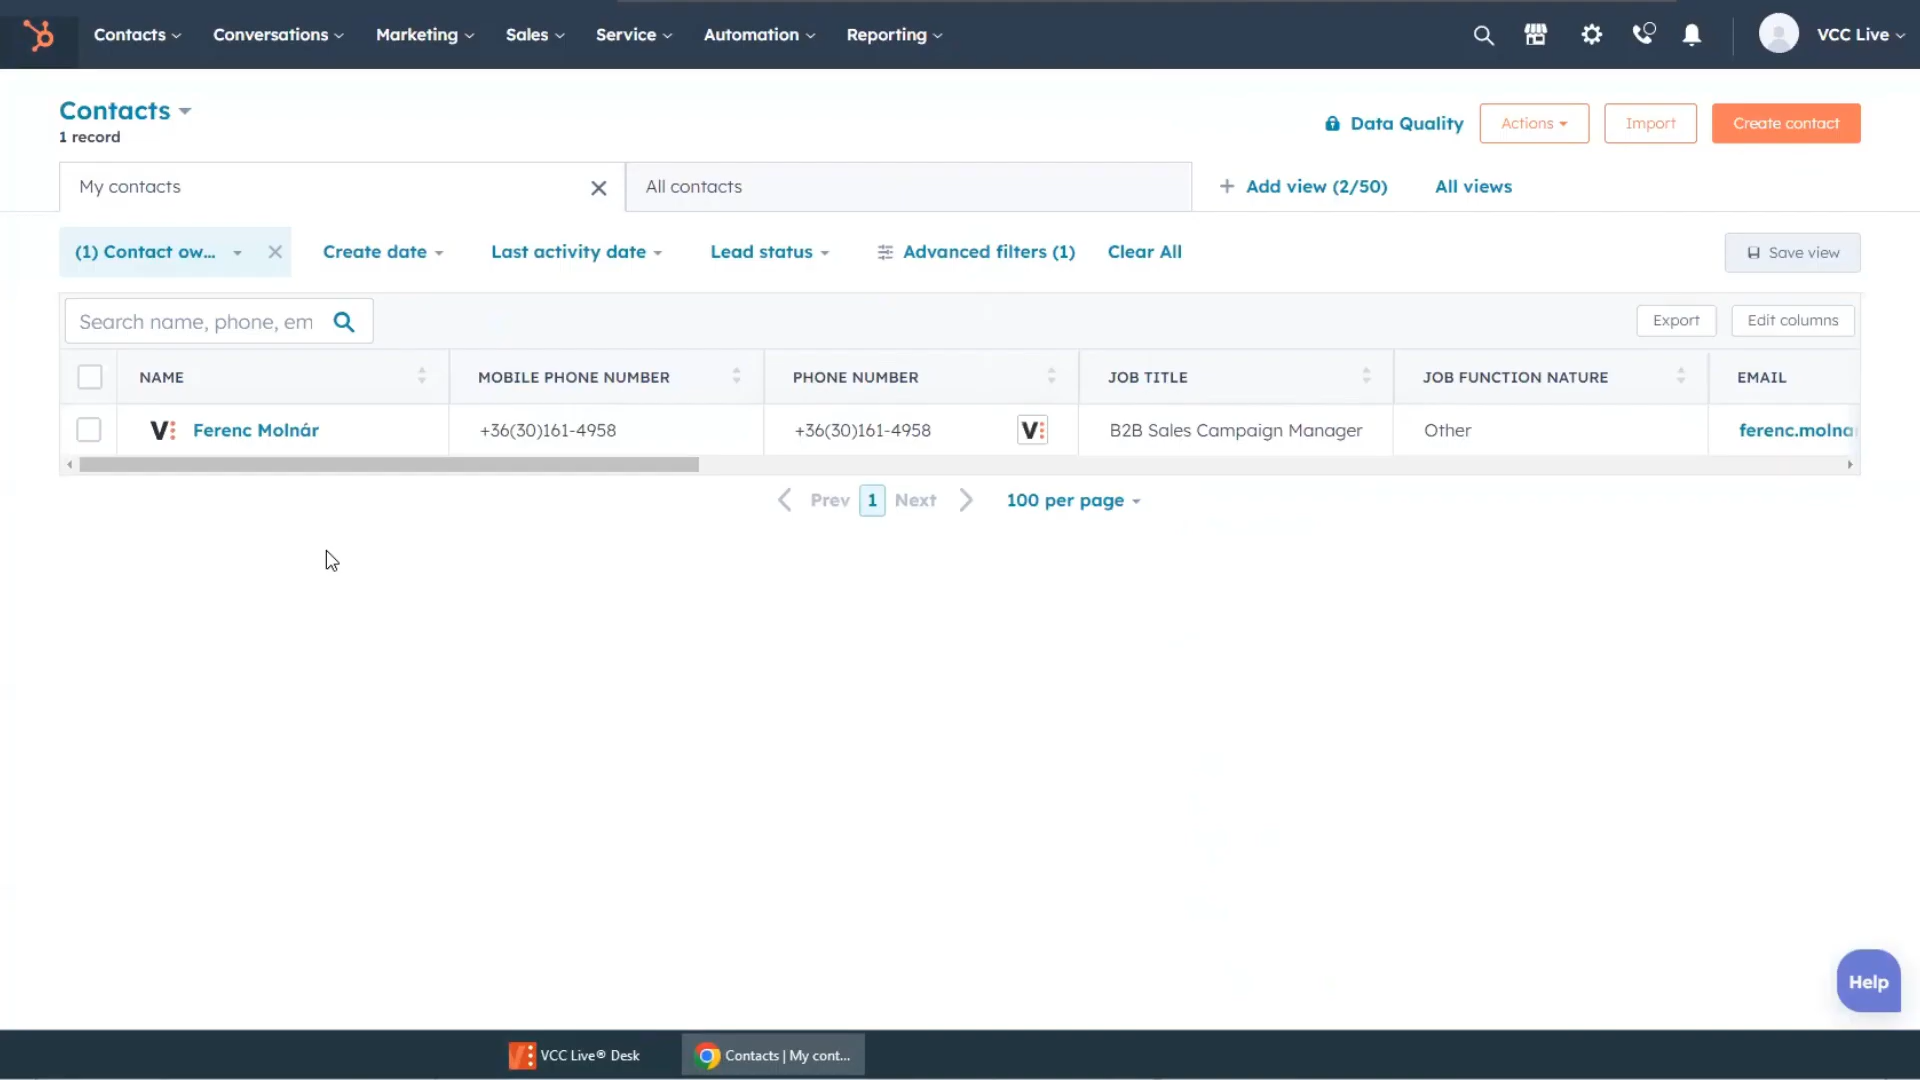 Contacts Conversations Marketing Sales Service Automation Reporting VCC Live
Contacts
1 record
Data Quality Actions Import Create contact
My contacts All contacts + Add view (2/50) All views
(1) Contact ow... Create date Last activity date Lead status Advanced filters (1) Clear All Save view
Search name, phone, em Export Edit columns
NAME MOBILE PHONE NUMBER PHONE NUMBER JOB TITLE JOB FUNCTION NATURE EMAIL
V: Ferenc Molnár +36(30)161-4958 +36(30)161-4958 V: B2B Sales Campaign Manager Other ferenc.molna
Prev 1 Next 100 per page
Help
VCC Live® Desk Contacts | My cont...